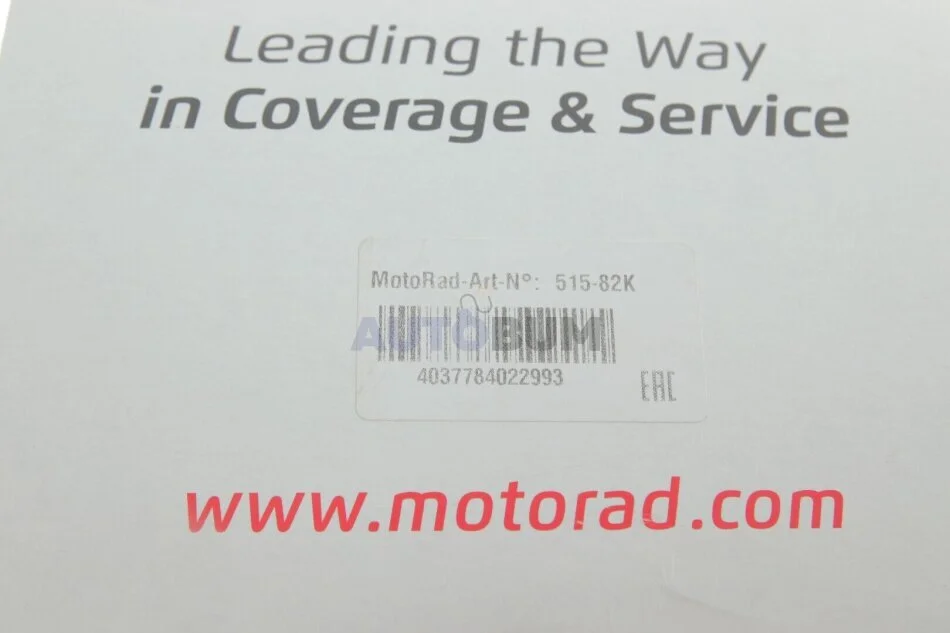 Leading the Way
in Coverage & Service
MotoRad-Art-N°: 515-82K
AUTOBUM
4037784022993
EAC
www.motorad.com